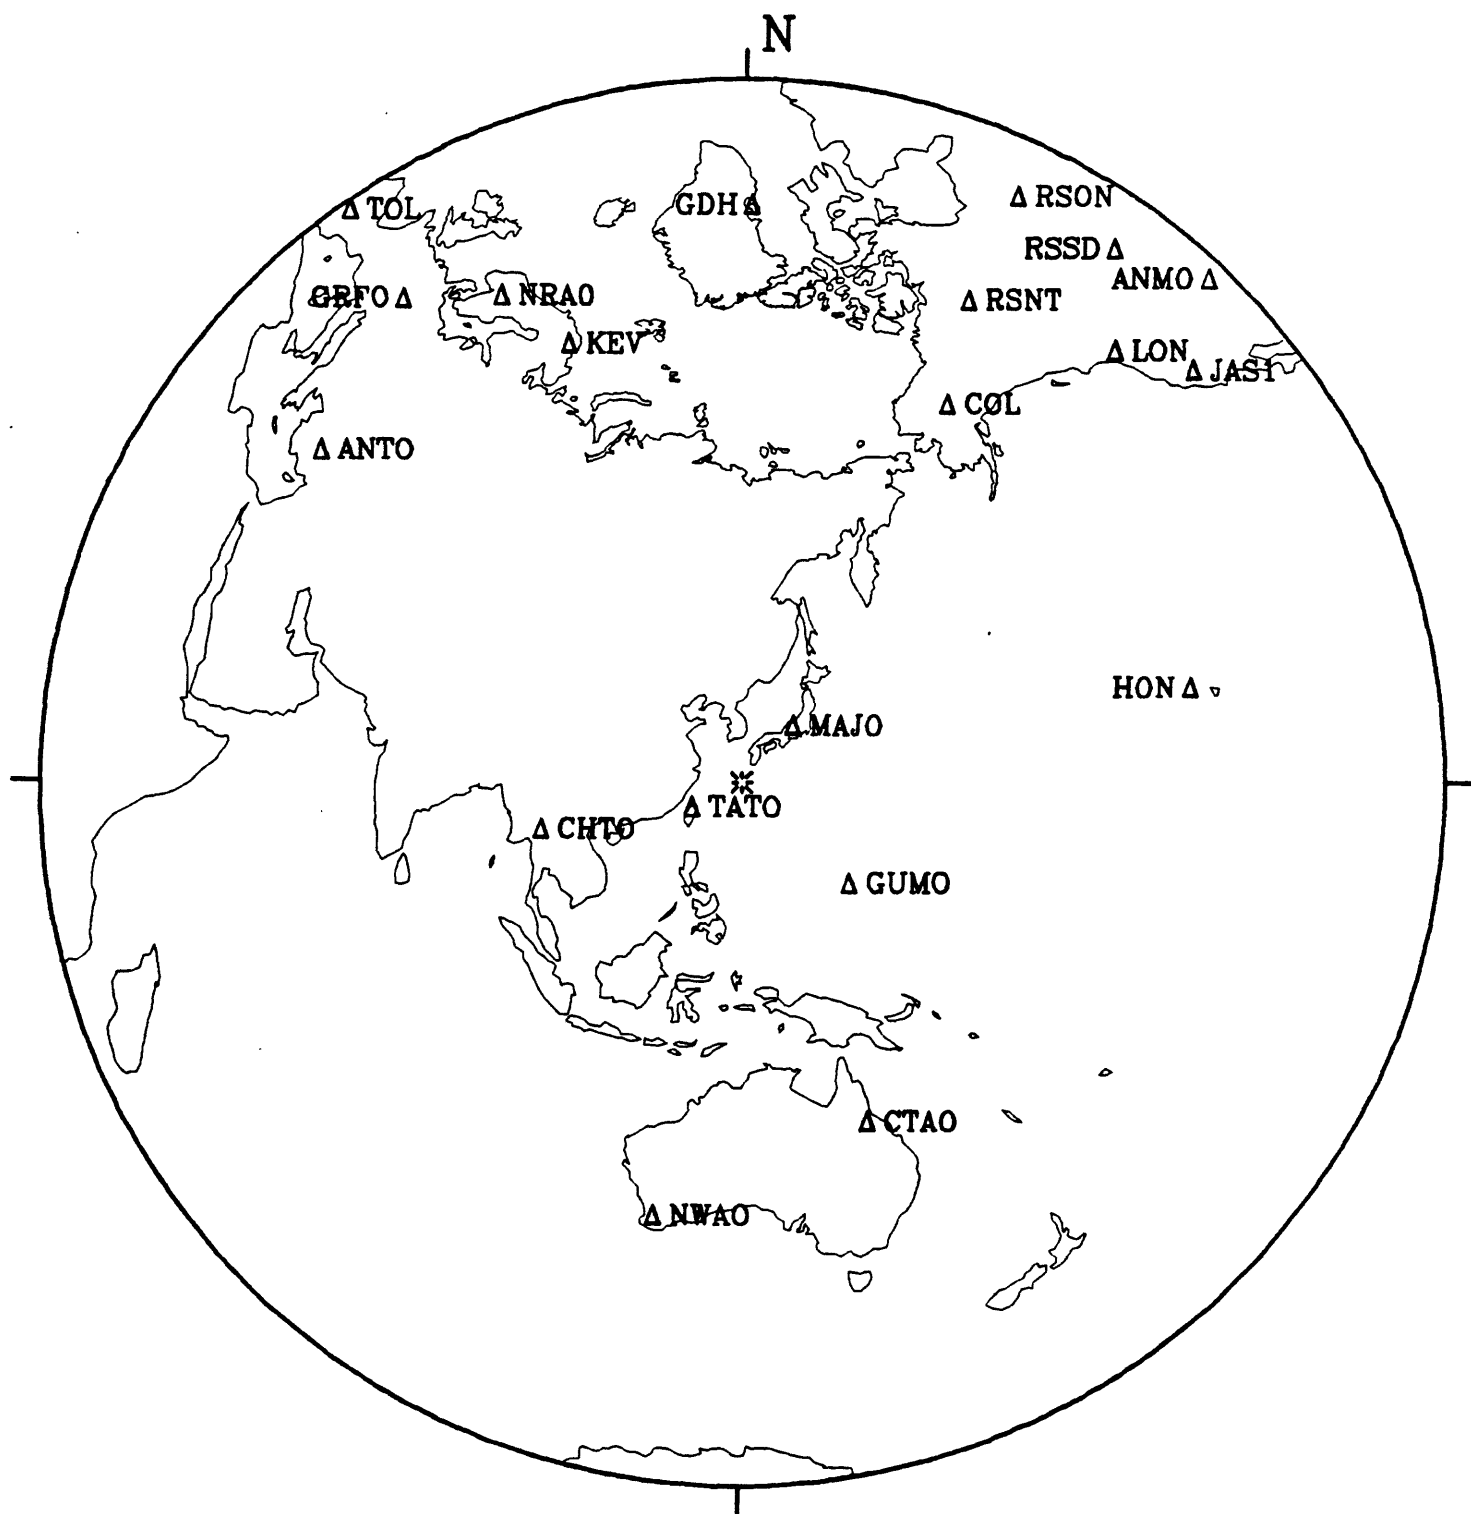 N
TOL
GDH
RSON
RSSD
ANMO
GRFO
NRAO
RSNT
KEV
LON
JAS1
COL
ANTO
HON
MAJO
TATO
CHTO
GUMO
CTAO
NWAO